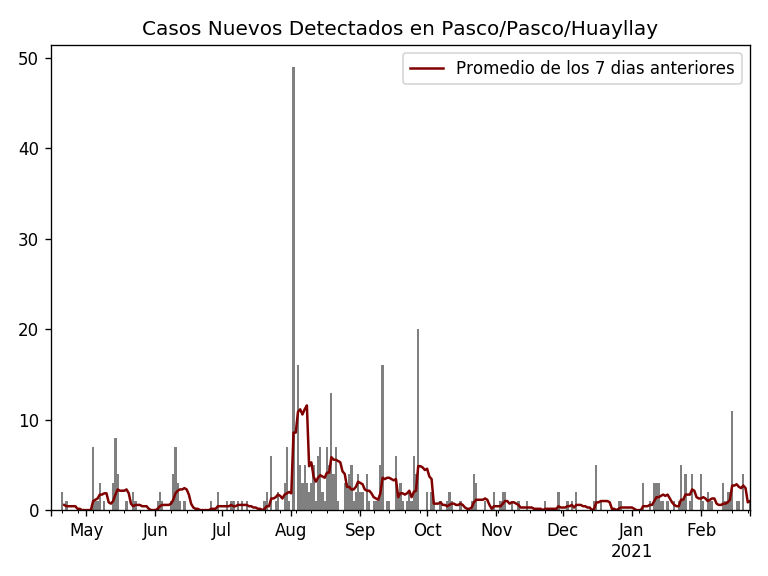 Casos Nuevos Detectados en Pasco/Pasco/Huayllay
Promedio de los 7 dias anteriores
50
40
30
20
10
0
May Jun Jul Aug Sep Oct Nov Dec Jan Feb
2021